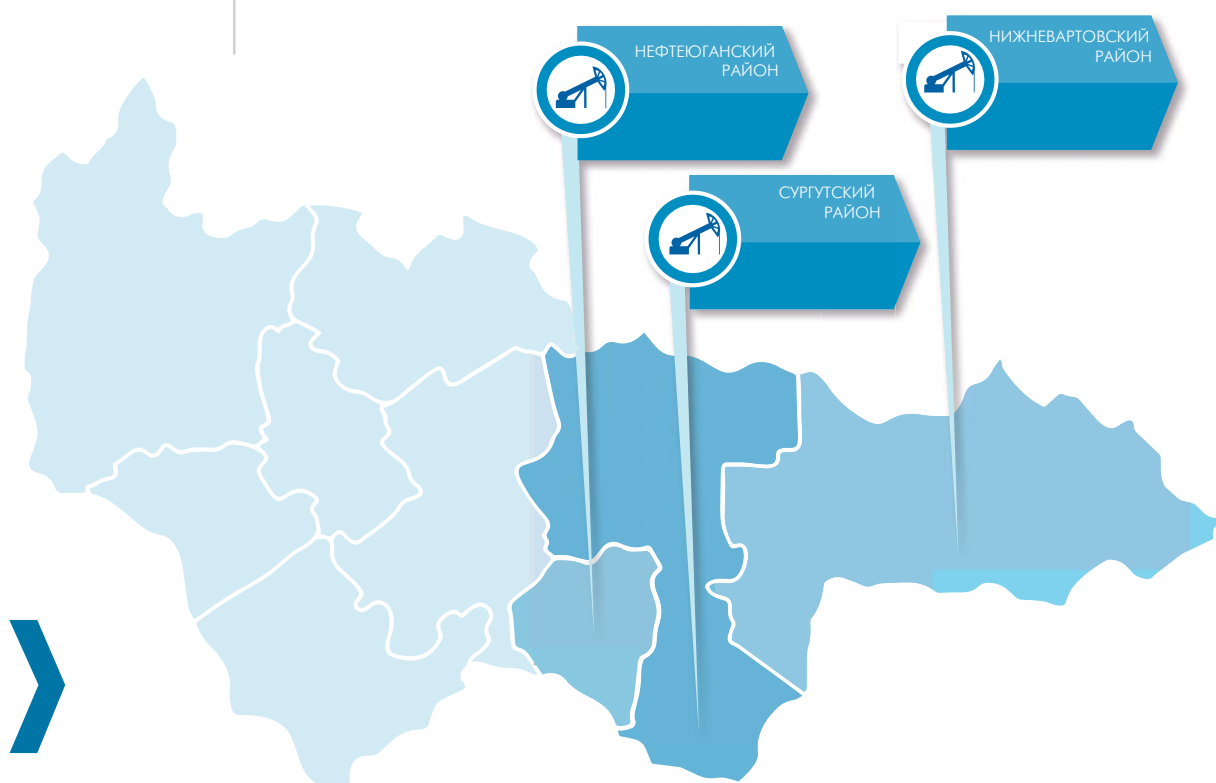 НЕФТЕЮГАНСКИЙ
РАЙОН
НИЖНЕВАРТОВСКИЙ
РАЙОН
СУРГУТСКИЙ
РАЙОН